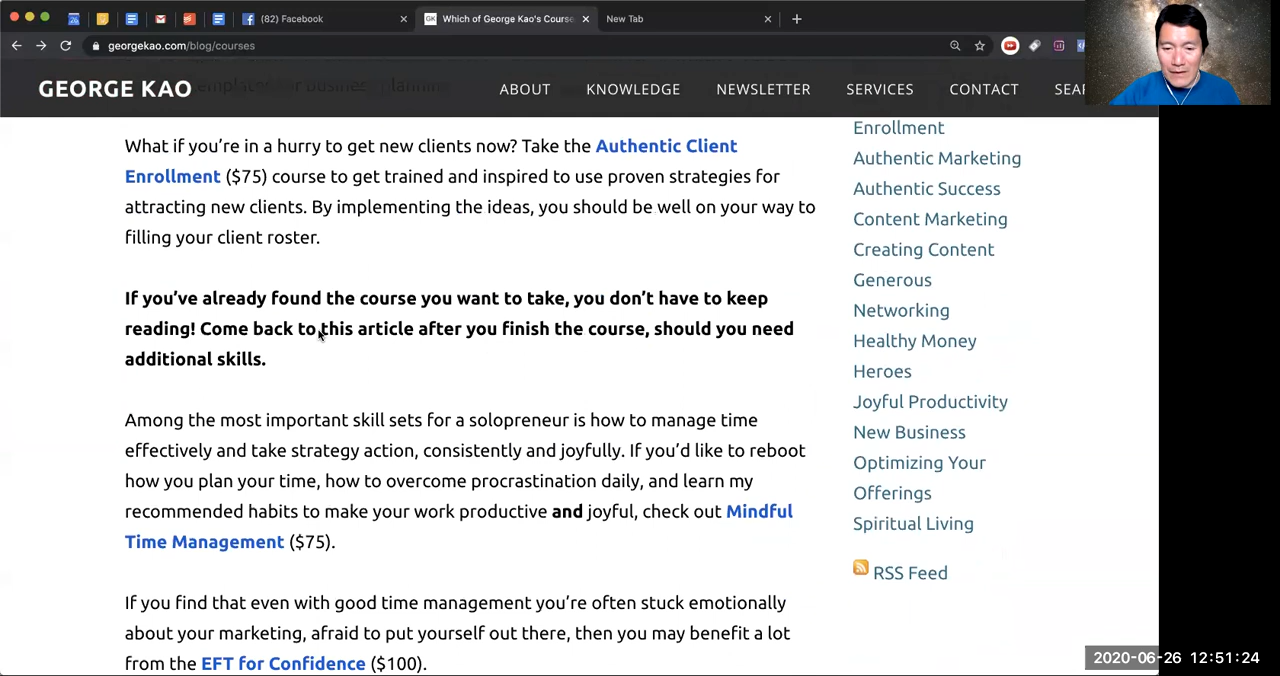 (82) Facebook
Which of George Kao's Course
New Tab
georgekao.com/blog/courses
GEORGE KAO
ABOUT
KNOWLEDGE
NEWSLETTER
SERVICES
CONTACT
What if you’re in a hurry to get new clients now? Take the Authentic Client
Enrollment ($75) course to get trained and inspired to use proven strategies for
attracting new clients. By implementing the ideas, you should be well on your way to
filling your client roster.
If you’ve already found the course you want to take, you don’t have to keep
reading! Come back to this article after you finish the course, should you need
additional skills.
Among the most important skill sets for a solopreneur is how to manage time
effectively and take strategy action, consistently and joyfully. If you’d like to reboot
how you plan your time, how to overcome procrastination daily, and learn my
recommended habits to make your work productive and joyful, check out Mindful
Time Management ($75).
If you find that even with good time management you’re often stuck emotionally
about your marketing, afraid to put yourself out there, then you may benefit a lot
from the EFT for Confidence ($100).
Enrollment
Authentic Marketing
Authentic Success
Content Marketing
Creating Content
Generous
Networking
Healthy Money
Heroes
Joyful Productivity
New Business
Optimizing Your
Offerings
Spiritual Living
RSS Feed
2020-06-26 12:51:24